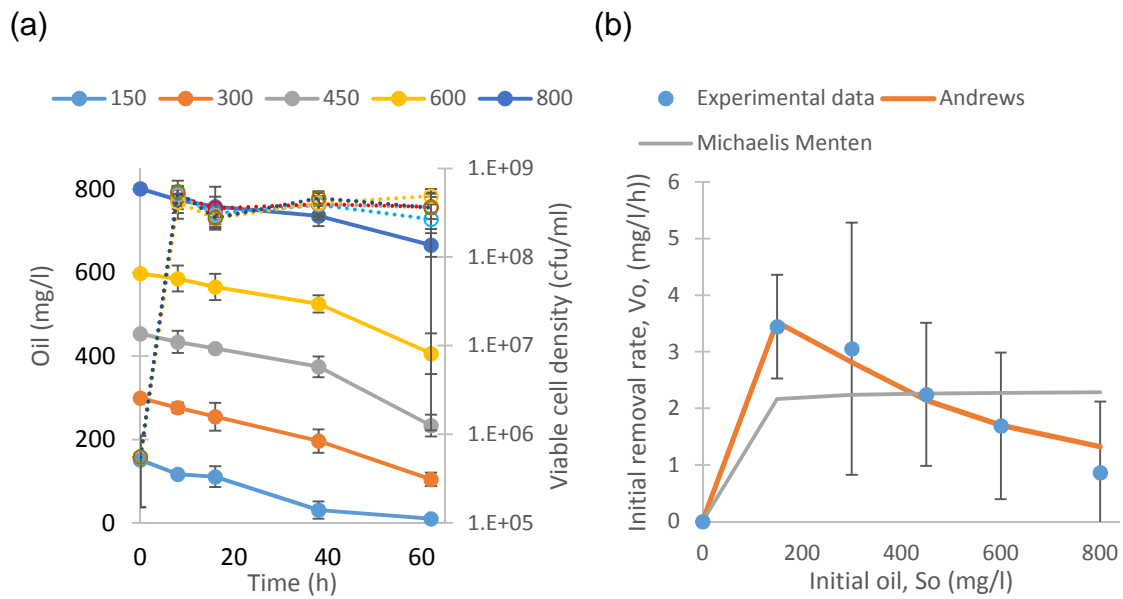 (a)
150 300 450 600 800
800
600
400
200
0
Oil (mg/l)
0 20 40 60
Time (h)
1.E+09
1.E+08
1.E+07
1.E+06
1.E+05
Viable cell density (cfu/ml)
(b)
Experimental data Andrews
Michaelis Menten
6
5
4
3
2
1
0
Initial removal rate, Vo, (mg/l/h))
0 200 400 600 800
Initial oil, So (mg/l)